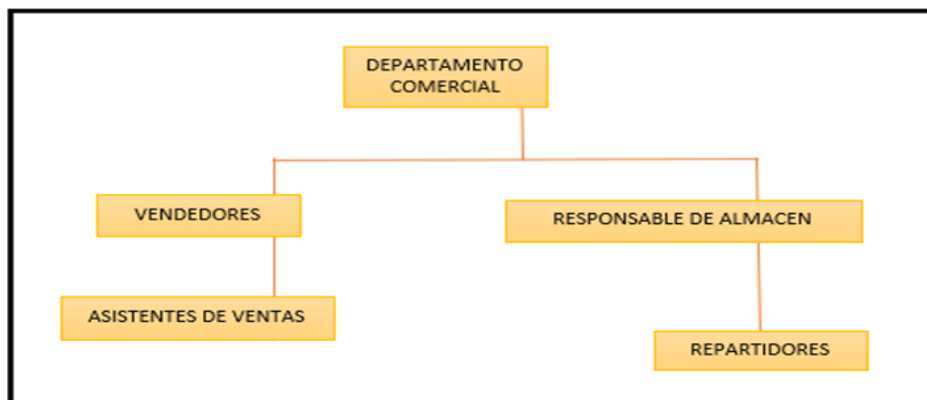 DEPARTAMENTO
COMERCIAL
VENDEDORES
RESPONSABLE DE ALMACEN
ASISTENTES DE VENTAS
REPARTIDORES